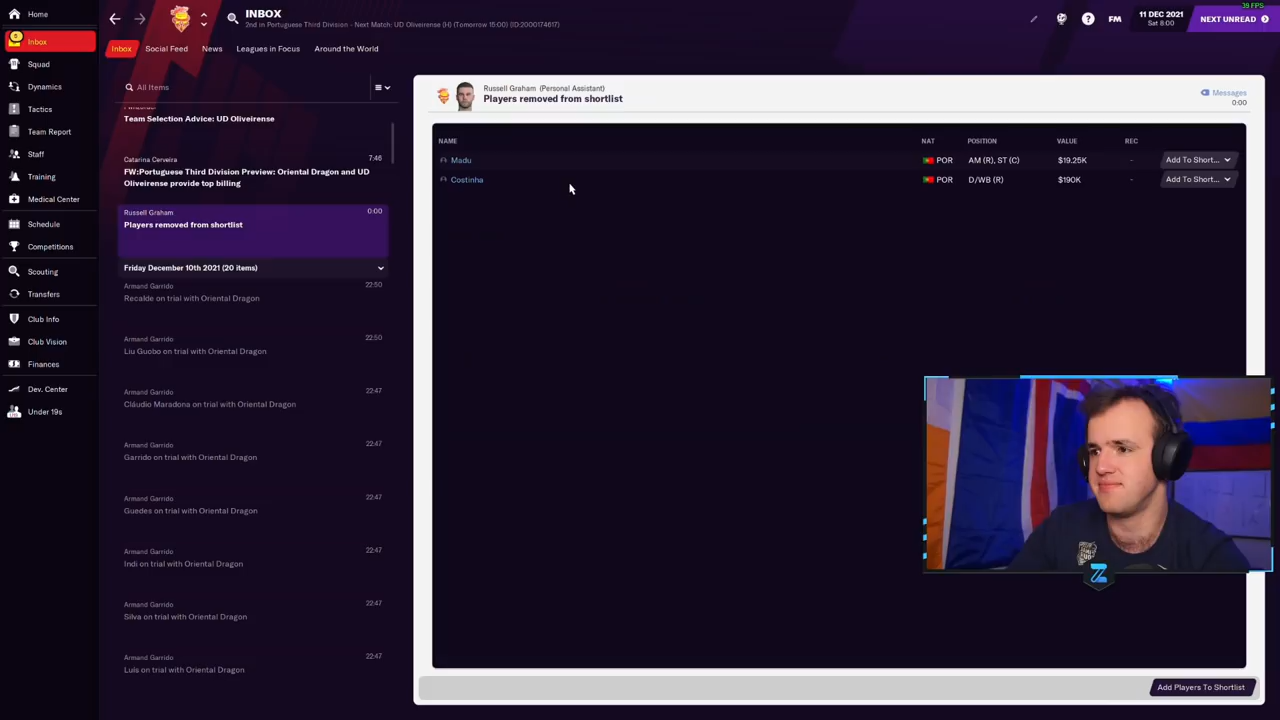 39 FPS
Home
INBOX
2nd in Portuguese Third Division - Next Match: UD Oliveirense (H) (Tomorrow 15:00) (ID:2000174617)
FM
11 DEC 2021
Sat 8:00
NEXT UNREAD
6
Inbox
Squad
Dynamics
Tactics
Team Report
Staff
Training
Medical Center
Schedule
Competitions
Scouting
Transfers
Club Info
Club Vision
Finances
Dev. Center
Under 19s
Inbox
Social Feed
News
Leagues in Focus
Around the World
All Items
Team Selection Advice: UD Oliveirense
Catarina Cerveira 7:46
FW:Portuguese Third Division Preview: Oriental Dragon and UD
Oliveirense provide top billing
Russell Graham 0:00
Players removed from shortlist
Friday December 10th 2021 (20 items)
Armand Garrido 22:50
Recalde on trial with Oriental Dragon
Armand Garrido 22:50
Liu Guobo on trial with Oriental Dragon
Armand Garrido 22:47
Cláudio Maradona on trial with Oriental Dragon
Armand Garrido 22:47
Garrido on trial with Oriental Dragon
Armand Garrido 22:47
Guedes on trial with Oriental Dragon
Armand Garrido 22:47
Indi on trial with Oriental Dragon
Armand Garrido 22:47
Silva on trial with Oriental Dragon
Armand Garrido 22:47
Luís on trial with Oriental Dragon
Russell Graham (Personal Assistant)
Players removed from shortlist
Messages
0:00
NAME NAT POSITION VALUE REC
Madu POR AM (R), ST (C) $19.25K - Add To Short...
Costinha POR D/WB (R) $190K - Add To Short...
Add Players To Shortlist